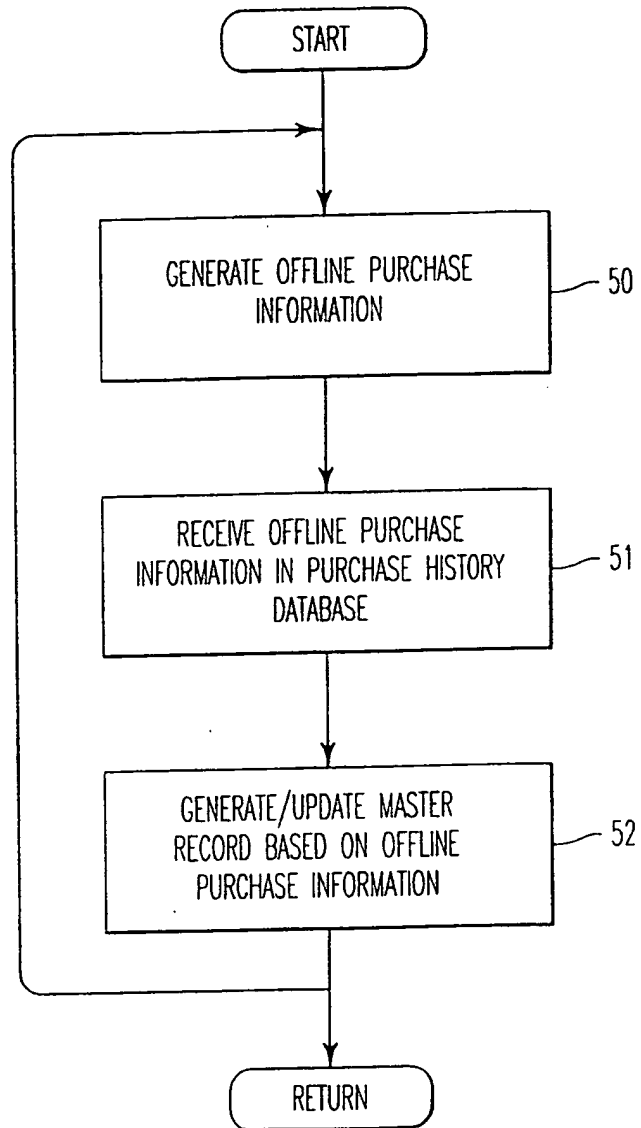 START
GENERATE OFFLINE PURCHASE
INFORMATION
50
RECEIVE OFFLINE PURCHASE
INFORMATION IN PURCHASE HISTORY
DATABASE
51
GENERATE/UPDATE MASTER
RECORD BASED ON OFFLINE
PURCHASE INFORMATION
52
RETURN